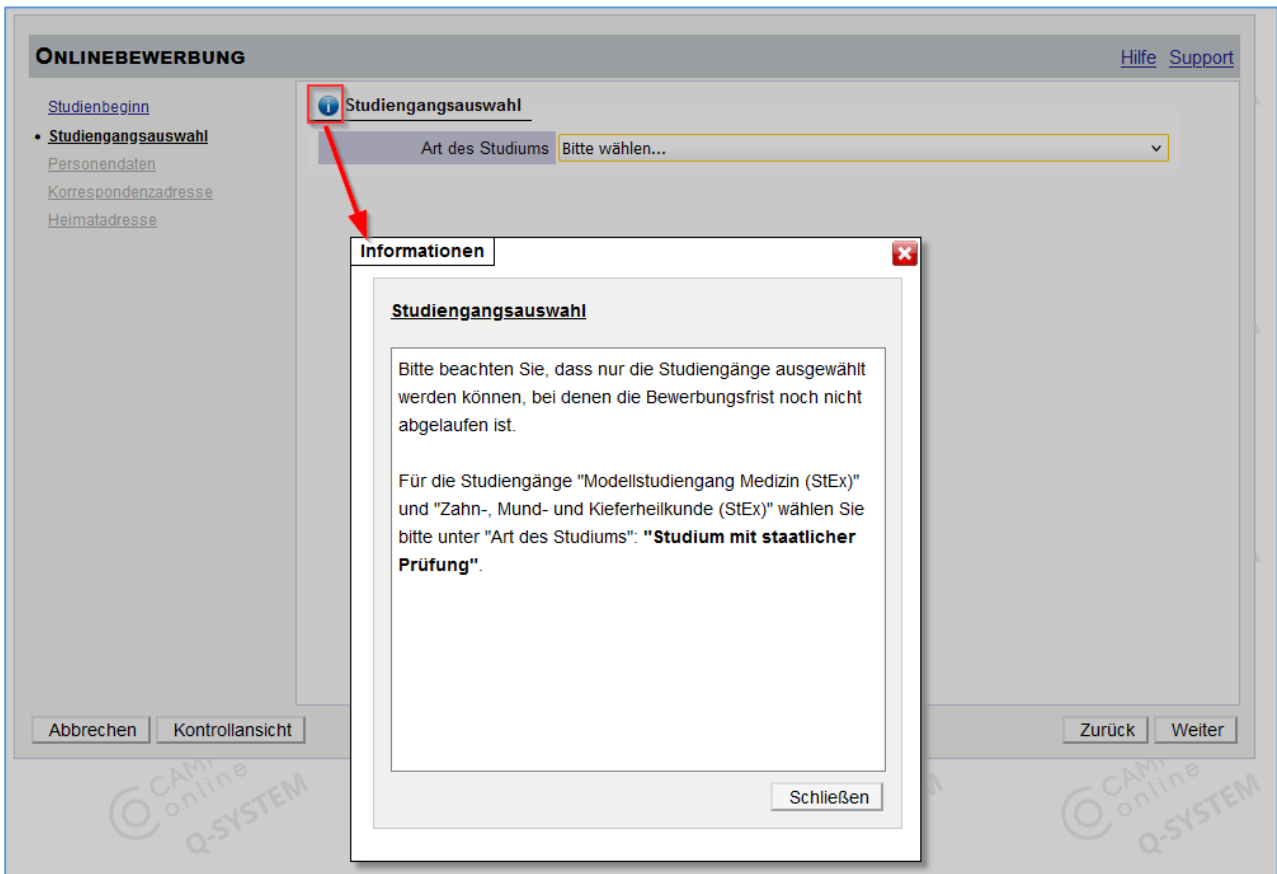 ONLINEBEWERBUNG
Hilfe Support
Studienbeginn
• Studiengangsauswahl
Personendaten
Korrespondenzadresse
Heimatadresse
Studiengangsauswahl
Art des Studiums Bitte wählen...
Informationen
Studiengangsauswahl
Bitte beachten Sie, dass nur die Studiengänge ausgewählt
werden können, bei denen die Bewerbungsfrist noch nicht
abgelaufen ist.
Für die Studiengänge "Modellstudiengang Medizin (StEx)"
und "Zahn-, Mund- und Kieferheilkunde (StEx)" wählen Sie
bitte unter "Art des Studiums": "Studium mit staatlicher
Prüfung".
Schließen
Abbrechen Kontrollansicht
Zurück Weiter
online
Q-SYSTEM
online
Q-SYSTEM